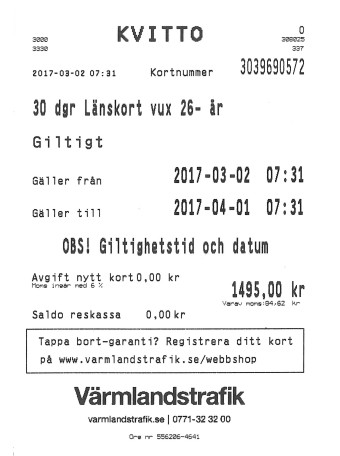 KVITTO
0
3000
308025
3330
337
2017-03-02 07:31 Kortnummer 3039690572
30 dgr Länskort vux 26- år
Giltigt
Gäller från 2017-03-02 07:31
Gäller till 2017-04-01 07:31
OBS! Giltighetstid och datum
Avgift nytt kort 0,00 kr
Moms ingår med 6 %
1495,00 kr
Varav moms:84,62 kr
Saldo reskassa 0,00 kr
Tappa bort-garanti? Registrera ditt kort
på www.varmlandstrafik.se/webbshop
Värmlandstrafik
varmlandstrafik.se | 0771-32 32 00
Org nr 556206-4641